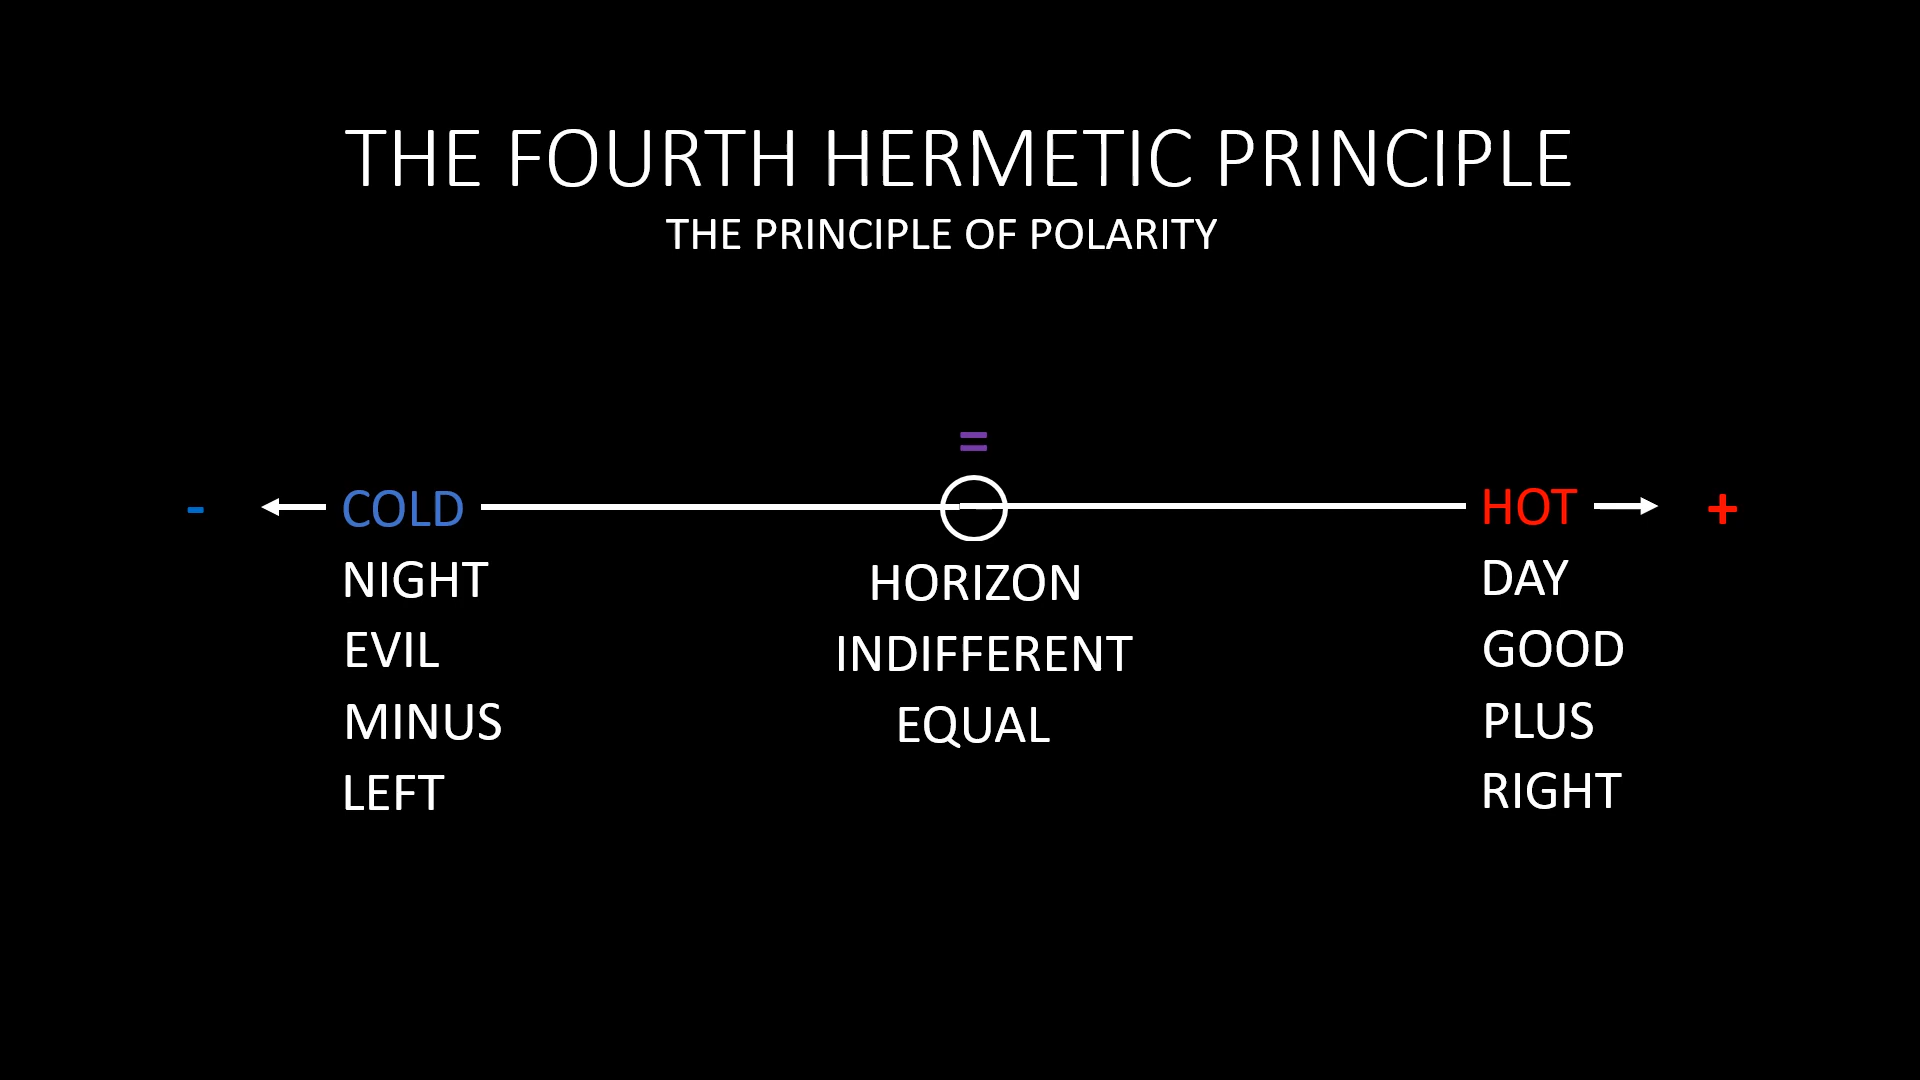 THE FOURTH HERMETIC PRINCIPLE
THE PRINCIPLE OF POLARITY
=
- COLD HOT +
NIGHT HORIZON DAY
EVIL INDIFFERENT GOOD
MINUS EQUAL PLUS
LEFT RIGHT